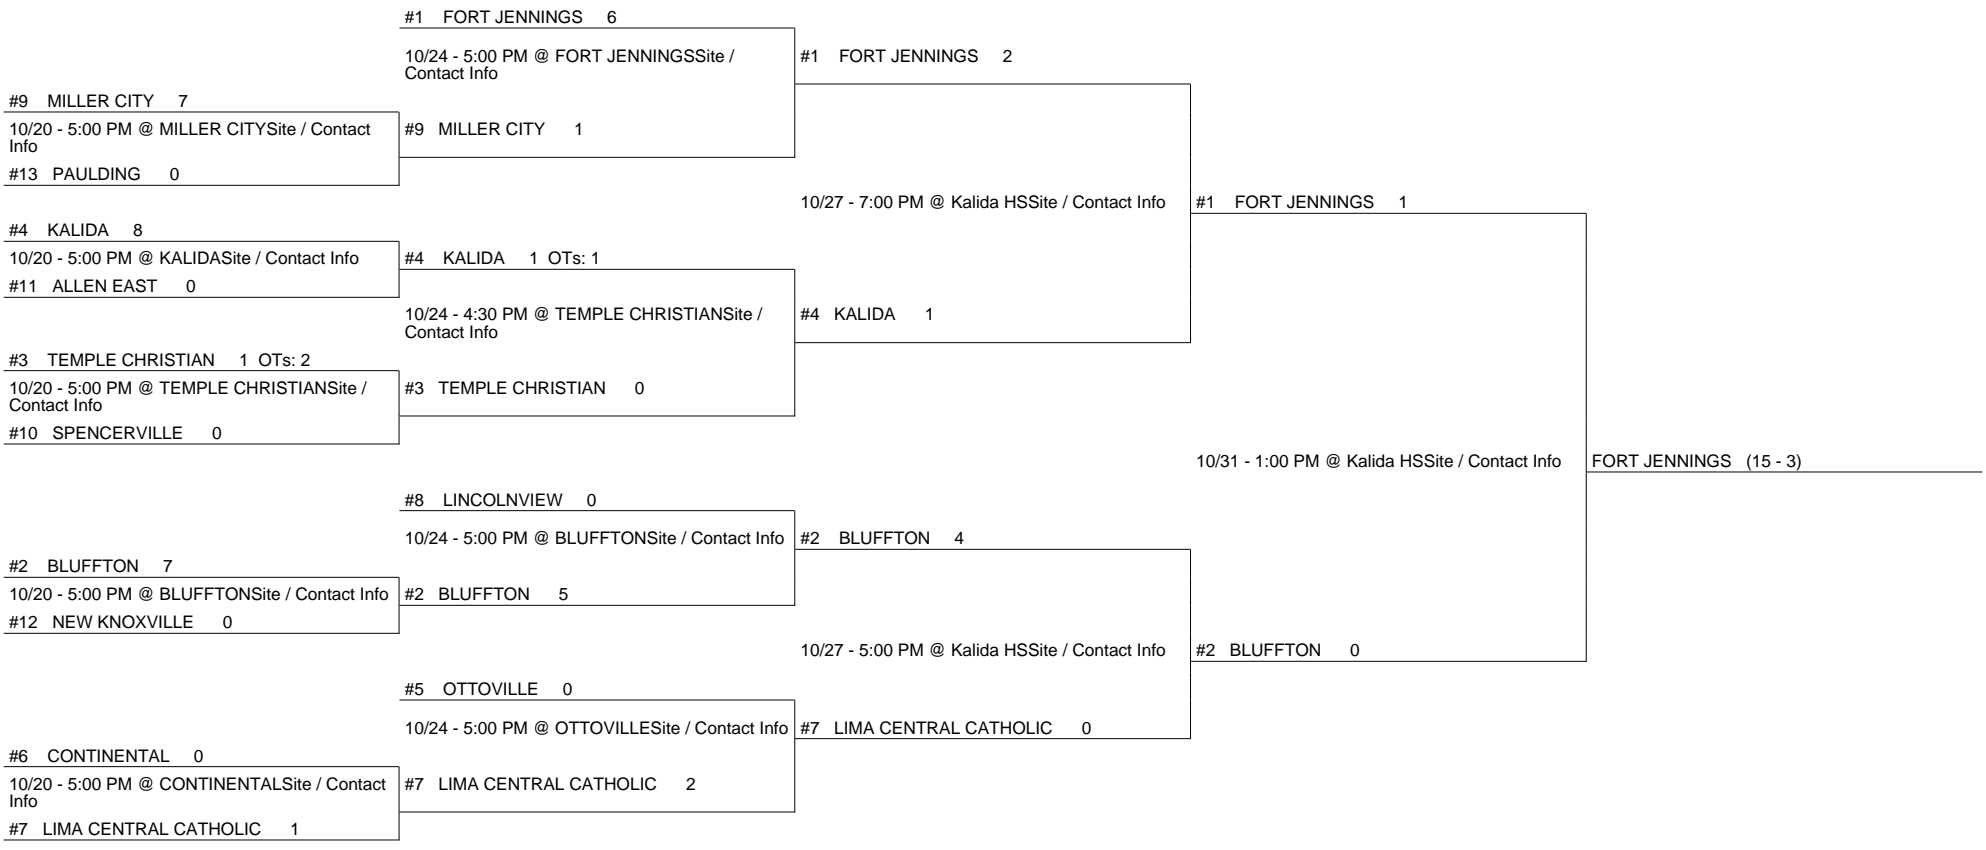 #1 FORT JENNINGS 6
10/24 - 5:00 PM @ FORT JENNINGSSite /
Contact Info
#1 FORT JENNINGS 2
#9 MILLER CITY 7
10/20 - 5:00 PM @ MILLER CITYSite / Contact
Info
#9 MILLER CITY 1
#13 PAULDING 0
10/27 - 7:00 PM @ Kalida HSSite / Contact Info
#1 FORT JENNINGS 1
#4 KALIDA 8
10/20 - 5:00 PM @ KALIDASite / Contact Info
#4 KALIDA 1 OTs: 1
#11 ALLEN EAST 0
10/24 - 4:30 PM @ TEMPLE CHRISTIANSite /
Contact Info
#4 KALIDA 1
#3 TEMPLE CHRISTIAN 1 OTs: 2
10/20 - 5:00 PM @ TEMPLE CHRISTIANSite /
Contact Info
#3 TEMPLE CHRISTIAN 0
#10 SPENCERVILLE 0
10/31 - 1:00 PM @ Kalida HSSite / Contact Info
FORT JENNINGS (15 - 3)
#8 LINCOLNVIEW 0
10/24 - 5:00 PM @ BLUFFTONSite / Contact Info
#2 BLUFFTON 4
#2 BLUFFTON 7
10/20 - 5:00 PM @ BLUFFTONSite / Contact Info
#2 BLUFFTON 5
#12 NEW KNOXVILLE 0
10/27 - 5:00 PM @ Kalida HSSite / Contact Info
#2 BLUFFTON 0
#5 OTTOVILLE 0
10/24 - 5:00 PM @ OTTOVILLESite / Contact Info
#7 LIMA CENTRAL CATHOLIC 0
#6 CONTINENTAL 0
10/20 - 5:00 PM @ CONTINENTALSite / Contact
Info
#7 LIMA CENTRAL CATHOLIC 2
#7 LIMA CENTRAL CATHOLIC 1